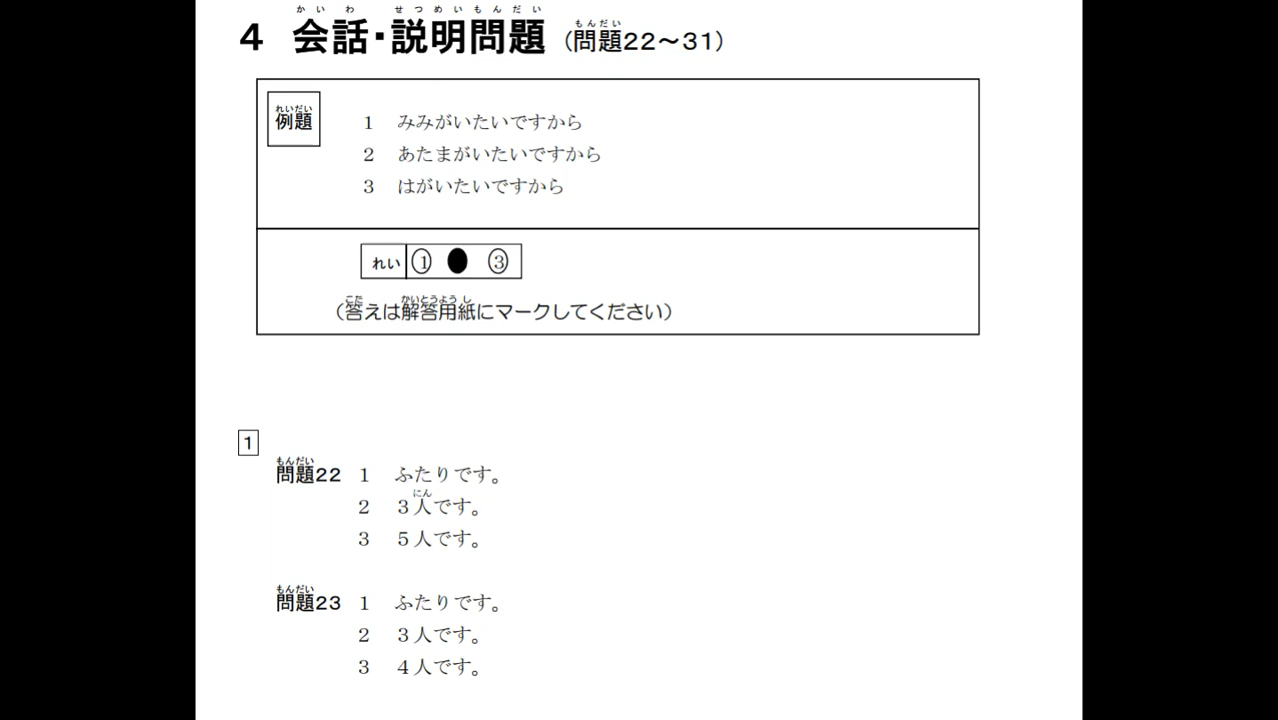 4 会話・説明問題（問題22～31）
例題
1 みみがいたいですから
2 あたまがいたいですから
3 はがいたいですから
れい ① ● ③
（答えは解答用紙にマークしてください）
1
問題22 1 ふたりです。
2 3人です。
3 5人です。
問題23 1 ふたりです。
2 3人です。
3 4人です。